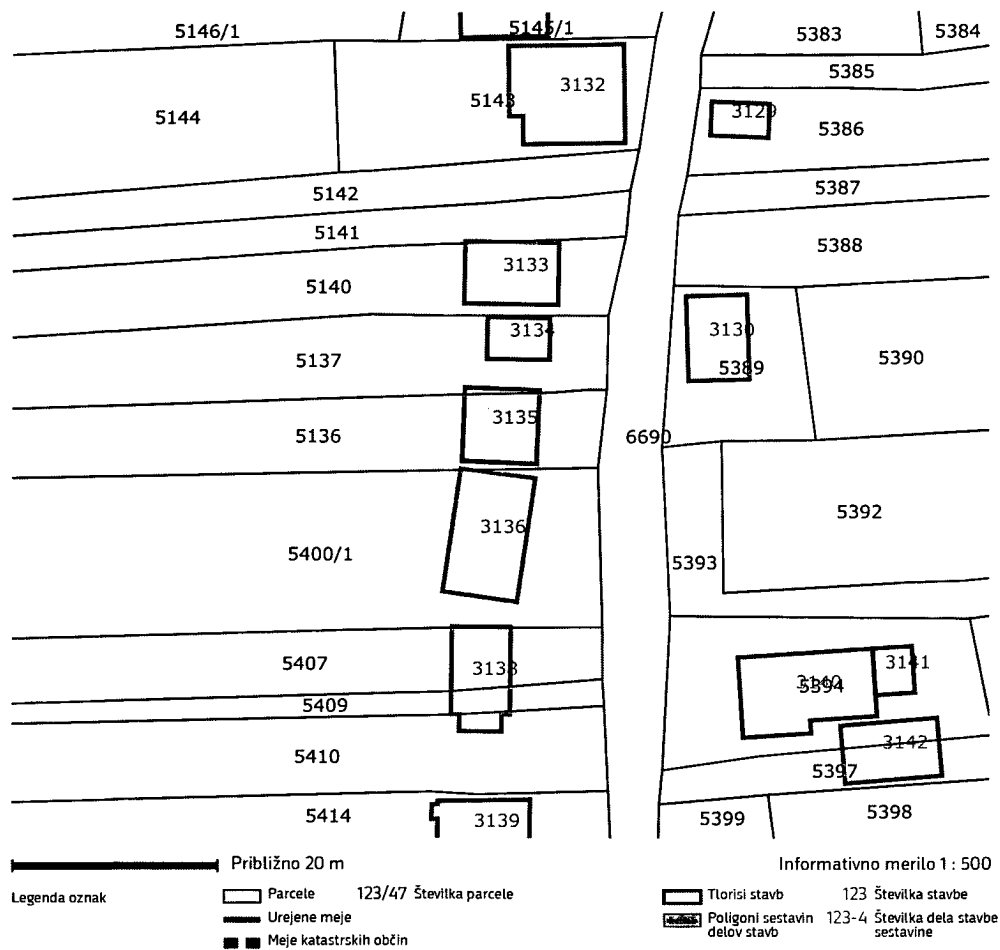 5146/1 5145/1 5383 5384
5385
5144 5143 3132 3129 5386
5142 5387
5141 5388
5140 3133
5137 3134 3130 5389 5390
5136 3135 6690
5392
5400/1 3136 5393
5407 3138 3140 5394 3141
5409
5410 3142 5397
5414 3139 5399 5398
Približno 20 m Informativno merilo 1 : 500
Legenda oznak Parcele 123/47 Številka parcele Tlorisi stavb 123 Številka stavbe
Urejene meje Poligoni sestavin delov stavb 123-4 Številka dela stavbe sestavine
Meje katastrskih občin